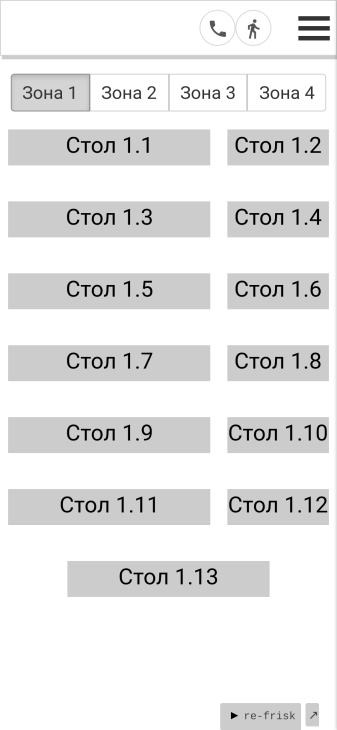 Зона 1 Зона 2 Зона 3 Зона 4
Стол 1.1 Стол 1.2
Стол 1.3 Стол 1.4
Стол 1.5 Стол 1.6
Стол 1.7 Стол 1.8
Стол 1.9 Стол 1.10
Стол 1.11 Стол 1.12
Стол 1.13
▶ re-frisk ↗